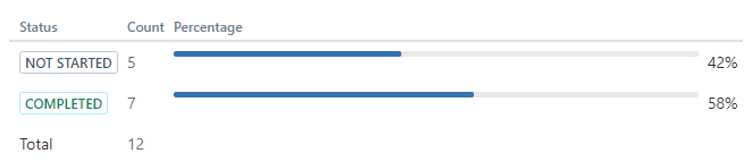 Status Count Percentage
NOT STARTED 5 42%
COMPLETED 7 58%
Total 12